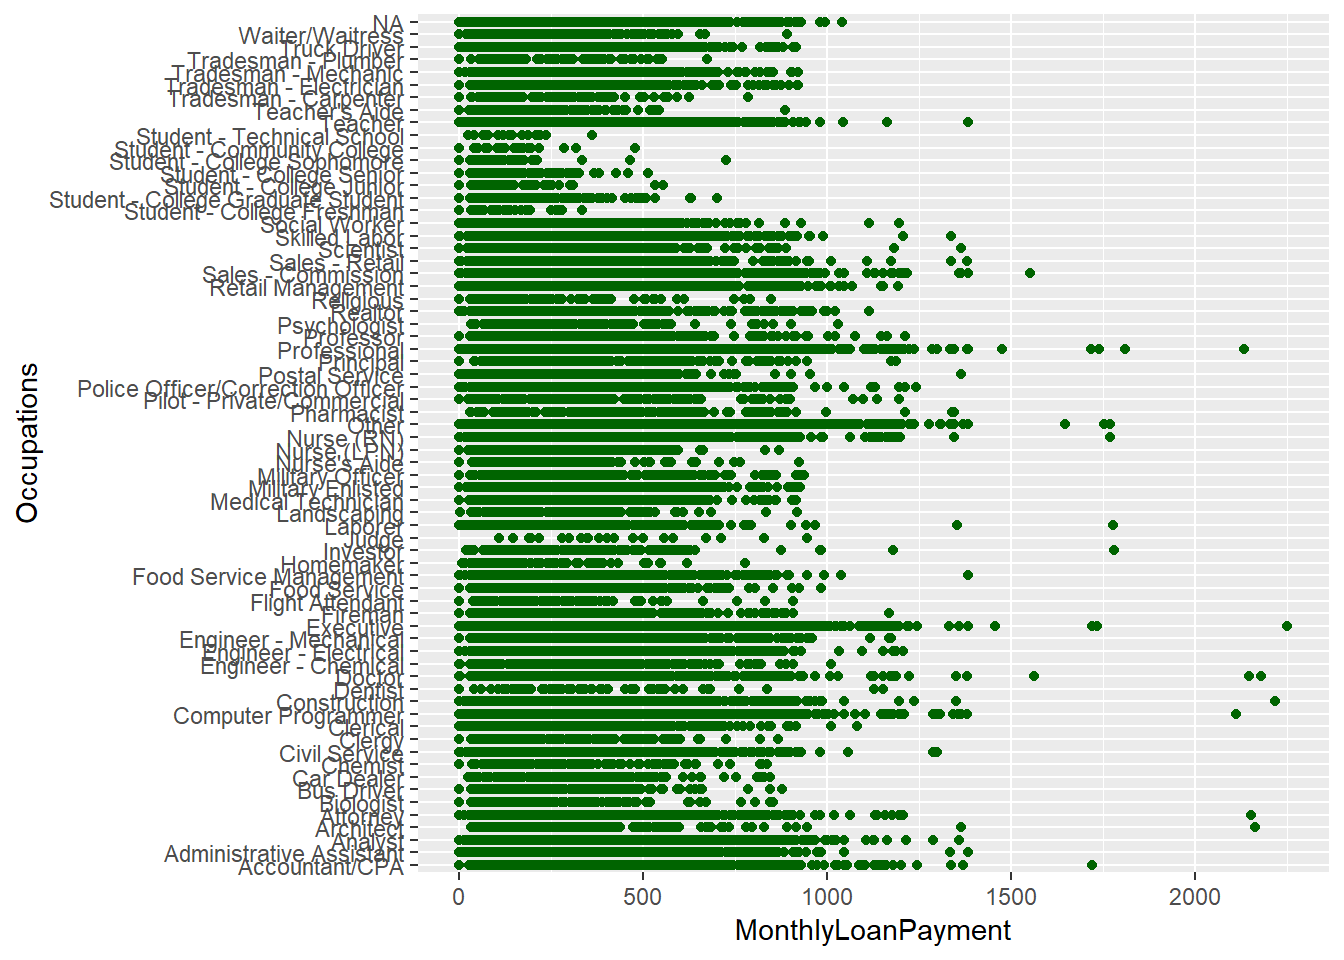 NA
Waiter/Waitress
Truck Driver
Tradesman - Plumber
Tradesman - Mechanic
Tradesman - Electrician
Tradesman - Carpenter
Teacher's Aide
Teacher
Student - Technical School
Student - Community College
Student - College Sophomore
Student - College Senior
Student - College Junior
Student - College Graduate Student
Student - College Freshman
Social Worker
Skilled Labor
Scientist
Sales - Retail
Sales - Commission
Retail Management
Religious
Realtor
Psychologist
Professor
Professional
Principal
Postal Service
Police Officer/Correction Officer
Pilot - Private/Commercial
Pharmacist
Other
Nurse (RN)
Nurse (LPN)
Nurse's Aide
Military Officer
Military Enlisted
Medical Technician
Landscaping
Laborer
Judge
Investor
Homemaker
Food Service Management
Food Service
Flight Attendant
Fireman
Executive
Engineer - Mechanical
Engineer - Electrical
Engineer - Chemical
Doctor
Dentist
Construction
Computer Programmer
Clerical
Clergy
Civil Service
Chemist
Car Dealer
Bus Driver
Biologist
Attorney
Architect
Analyst
Administrative Assistant
Accountant/CPA
Occupations
0 500 1000 1500 2000
MonthlyLoanPayment